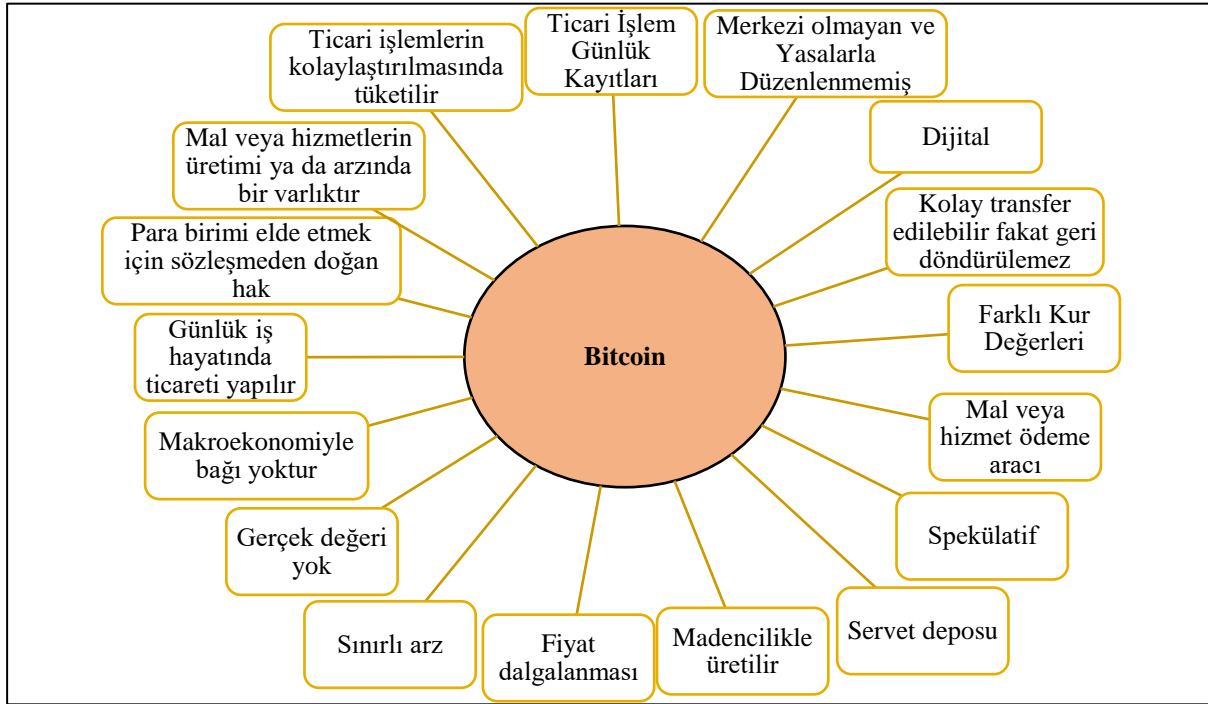 Ticari işlemlerin
kolaylaştırılmasında
tüketilir
Ticari İşlem
Günlük
Kayıtları
Merkezi olmayan ve
Yasalarla
Düzenlenmemiş
Dijital
Kolay transfer
edilebilir fakat geri
döndürülemez
Farklı Kur
Değerleri
Mal veya
hizmet ödeme
aracı
Spekülatif
Servet deposu
Madencilikle
üretilir
Fiyat
dalgalanması
Sınırlı arz
Gerçek değeri
yok
Makroekonomiyle
bağı yoktur
Günlük iş
hayatında
ticareti yapılır
Para birimi elde etmek
için sözleşmeden doğan
hak
Mal veya hizmetlerin
üretimi ya da arzında
bir varlıktır
Bitcoin